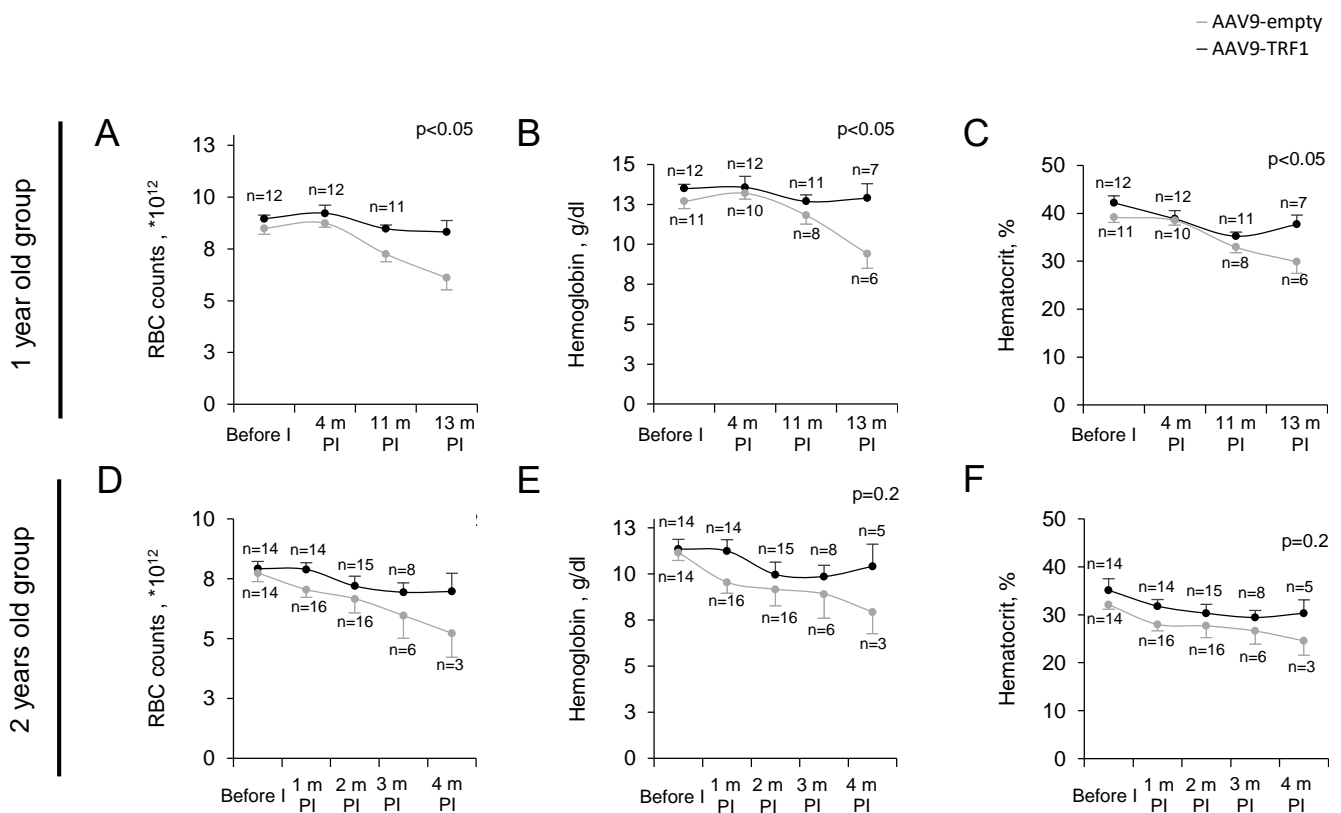 AAV9-empty
AAV9-TRF1
1 year old group
A
p<0.05
RBC counts , *10^12
13
10
8
5
3
0
n=12
n=12
n=11
Before I
4 m PI
11 m PI
13 m PI
B
p<0.05
Hemoglobin , g/dl
15
13
10
8
5
3
0
n=12
n=12
n=11
n=7
n=11
n=10
n=8
n=6
Before I
4 m PI
11 m PI
13 m PI
C
p<0.05
Hematocrit, %
50
40
30
20
10
0
n=12
n=12
n=11
n=7
n=11
n=10
n=8
n=6
Before I
4 m PI
11 m PI
13 m PI
2 years old group
D
RBC counts , *10^12
10
8
5
3
0
n=14
n=14
n=15
n=8
n=14
n=16
n=16
n=6
n=3
Before I
1 m PI
2 m PI
3 m PI
4 m PI
E
p=0.2
Hemoglobin, g/dl
13
10
8
5
3
0
n=14
n=14
n=15
n=8
n=5
n=14
n=16
n=16
n=6
n=3
Before I
1 m PI
2 m PI
3 m PI
4 m PI
F
p=0.2
Hematocrit, %
50
40
30
20
10
0
n=14
n=14
n=15
n=8
n=5
n=14
n=16
n=16
n=6
n=3
Before I
1 m PI
2 m PI
3 m PI
4 m PI